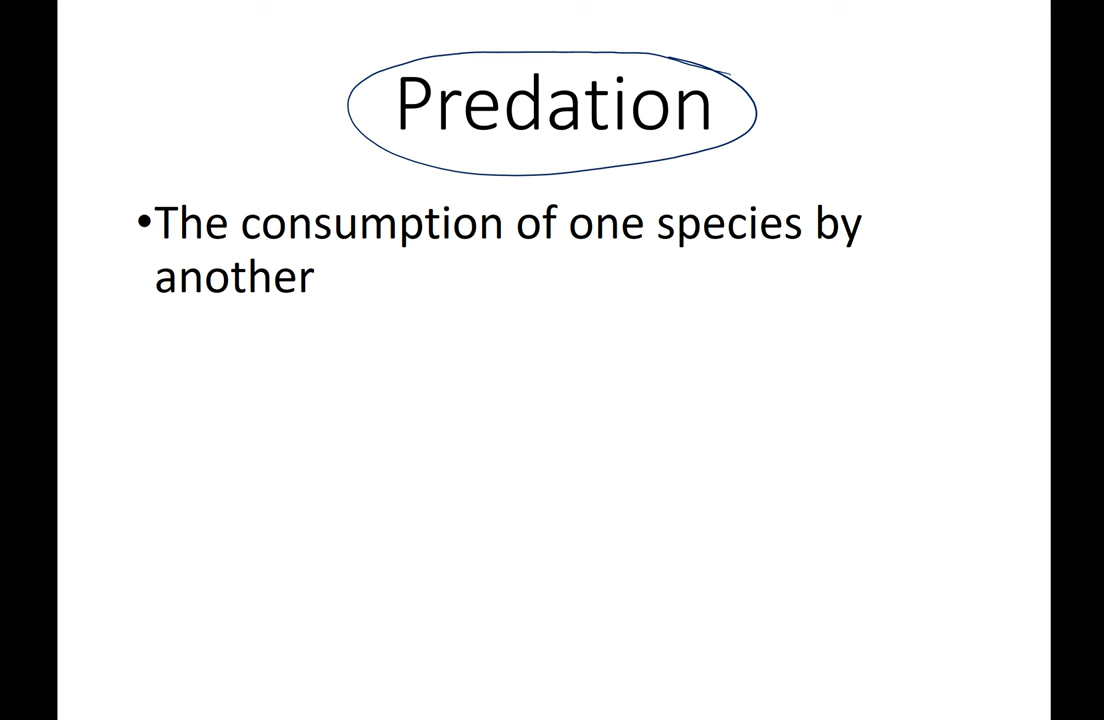 Predation
•The consumption of one species by
another